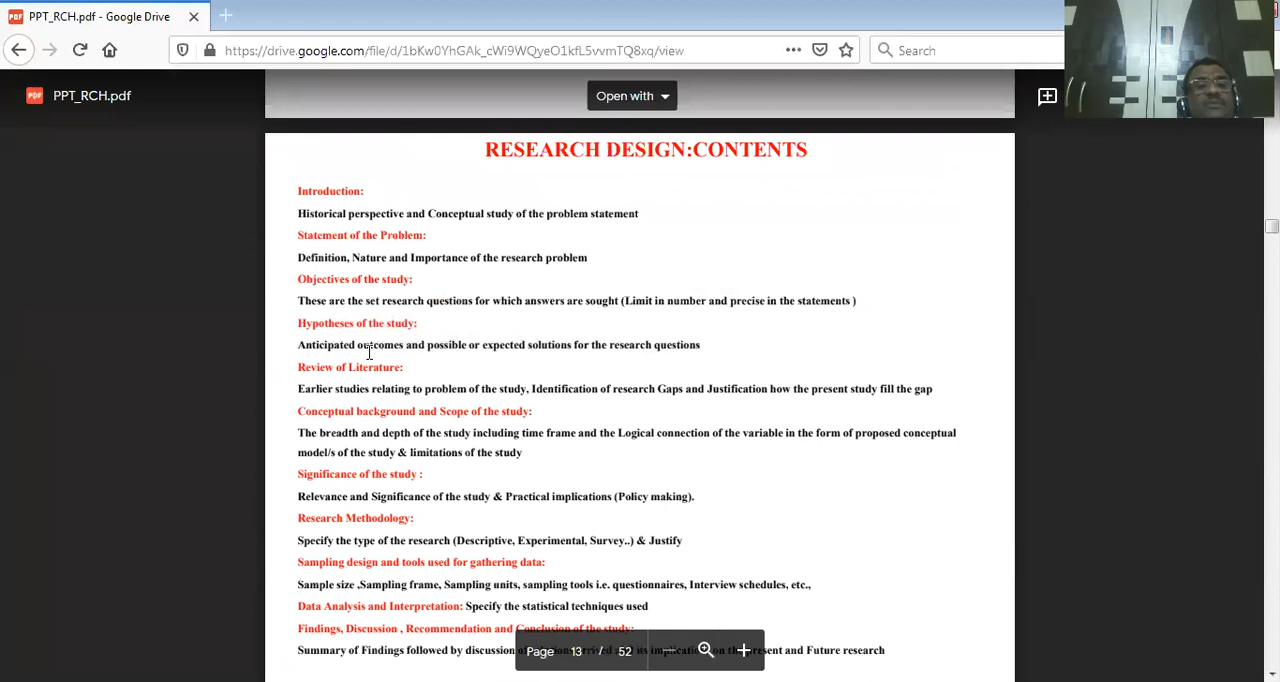 PPT_RCH.pdf - Google Drive
https://drive.google.com/file/d/1bKw0YhGAk_cWi9WQyeO1kfL5vvmTQ8xq/view
Search
PPT_RCH.pdf
Open with
RESEARCH DESIGN:CONTENTS
Introduction:
Historical perspective and Conceptual study of the problem statement
Statement of the Problem:
Definition, Nature and Importance of the research problem
Objectives of the study:
These are the set research questions for which answers are sought (Limit in number and precise in the statements )
Hypotheses of the study:
Anticipated outcomes and possible or expected solutions for the research questions
Review of Literature:
Earlier studies relating to problem of the study, Identification of research Gaps and Justification how the present study fill the gap
Conceptual background and Scope of the study:
The breadth and depth of the study including time frame and the Logical connection of the variable in the form of proposed conceptual
model/s of the study & limitations of the study
Significance of the study :
Relevance and Significance of the study & Practical implications (Policy making).
Research Methodology:
Specify the type of the research (Descriptive, Experimental, Survey..) & Justify
Sampling design and tools used for gathering data:
Sample size ,Sampling frame, Sampling units, sampling tools i.e. questionnaires, Interview schedules, etc.,
Data Analysis and Interpretation: Specify the statistical techniques used
Findings, Discussion , Recommendation and Conclusion of the study:
Summary of Findings followed by discussion its implication on the present and Future research
Page 13 / 52